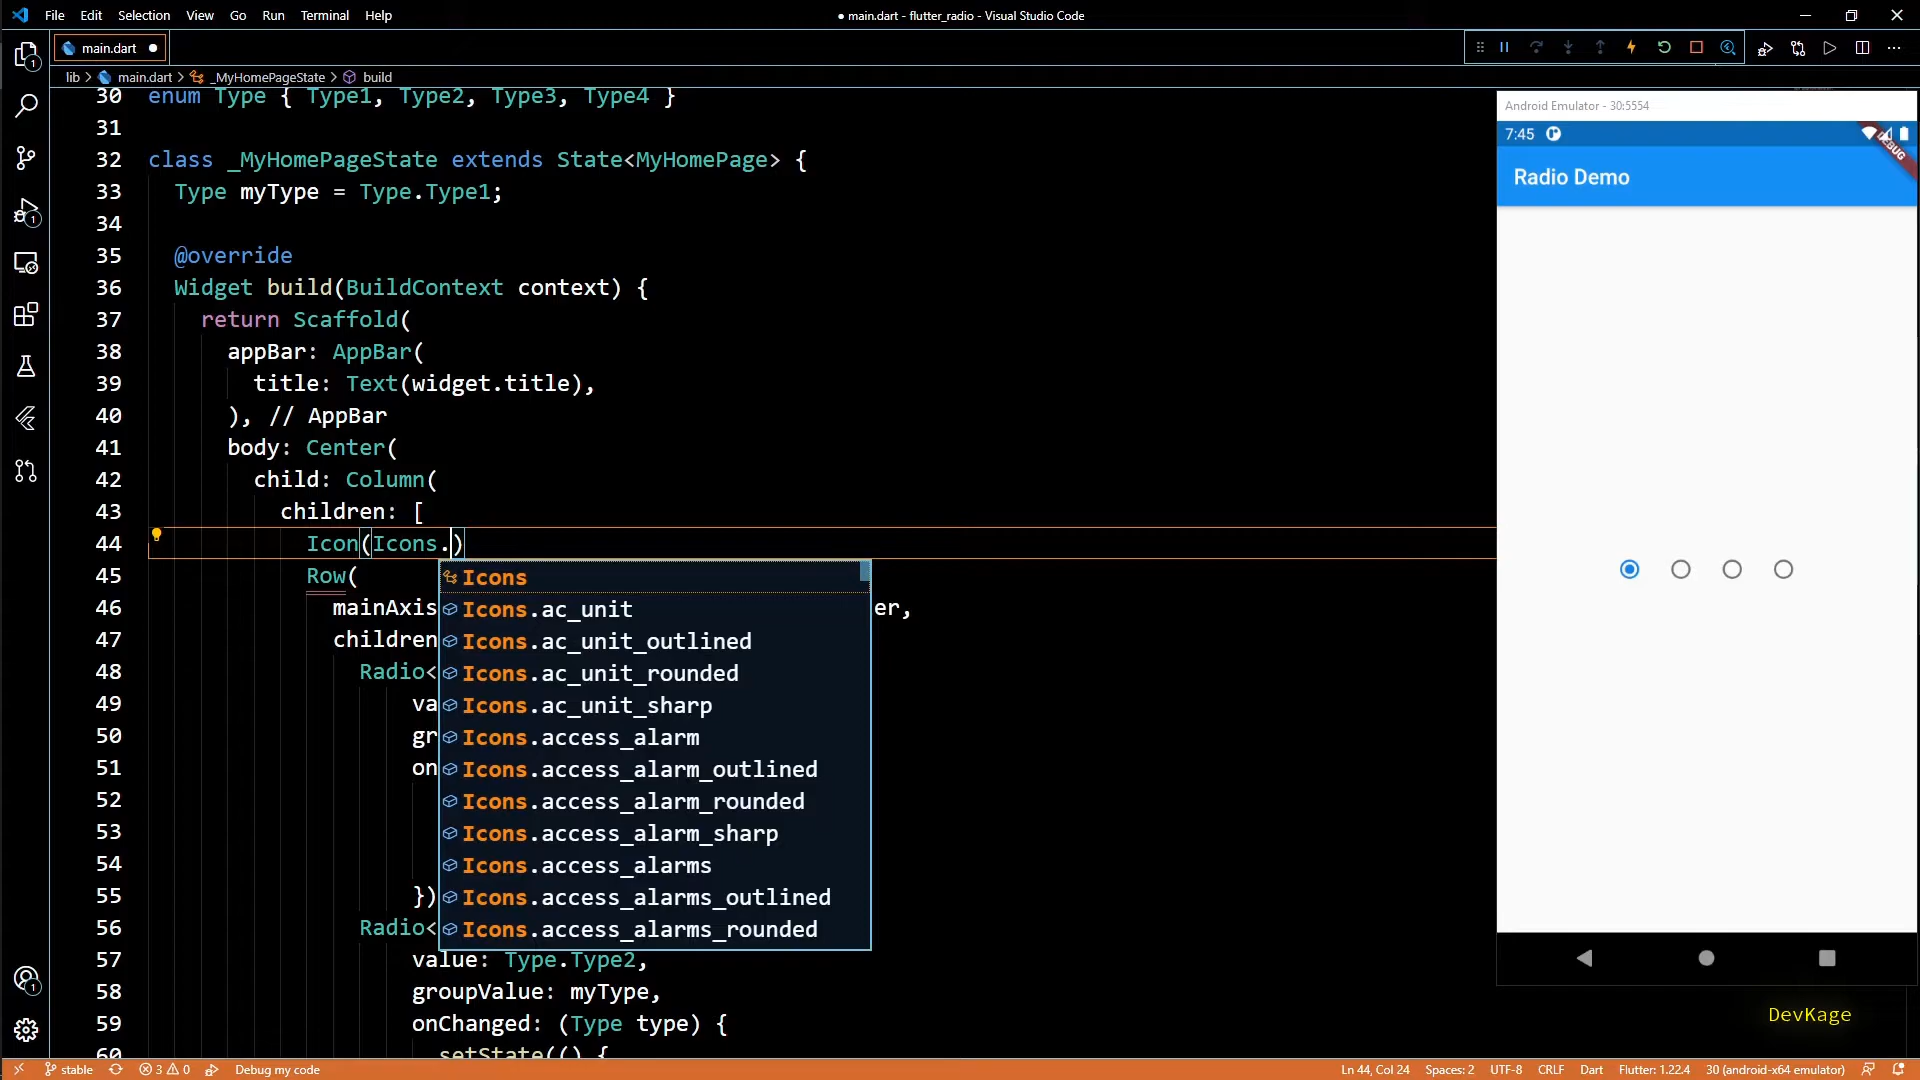 File Edit Selection View Go Run Terminal Help
● main.dart - flutter_radio - Visual Studio Code
main.dart ●
lib > main.dart > _MyHomePageState > build
30 enum Type { Type1, Type2, Type3, Type4 }
31
32 class _MyHomePageState extends State<MyHomePage> {
33 Type myType = Type.Type1;
34
35 @override
36 Widget build(BuildContext context) {
37 return Scaffold(
38 appBar: AppBar(
39 title: Text(widget.title),
40 ), // AppBar
41 body: Center(
42 child: Column(
43 children: [
44 Icon(Icons.)
45 Row(
46 mainAxis er,
47 children
48 Radio<
49 va
50 gr
51 on
52
53
54
55 })
56 Radio<
57 value: Type.Type2,
58 groupValue: myType,
59 onChanged: (Type type) {
60 setState(() {
Icons
Icons.ac_unit
Icons.ac_unit_outlined
Icons.ac_unit_rounded
Icons.ac_unit_sharp
Icons.access_alarm
Icons.access_alarm_outlined
Icons.access_alarm_rounded
Icons.access_alarm_sharp
Icons.access_alarms
Icons.access_alarms_outlined
Icons.access_alarms_rounded
Android Emulator - 30:5554
7:45
DEBUG
Radio Demo
DevKage
1
1
1
stable 3 0 Debug my code
Ln 44, Col 24 Spaces: 2 UTF-8 CRLF Dart Flutter: 1.22.4 30 (android-x64 emulator)